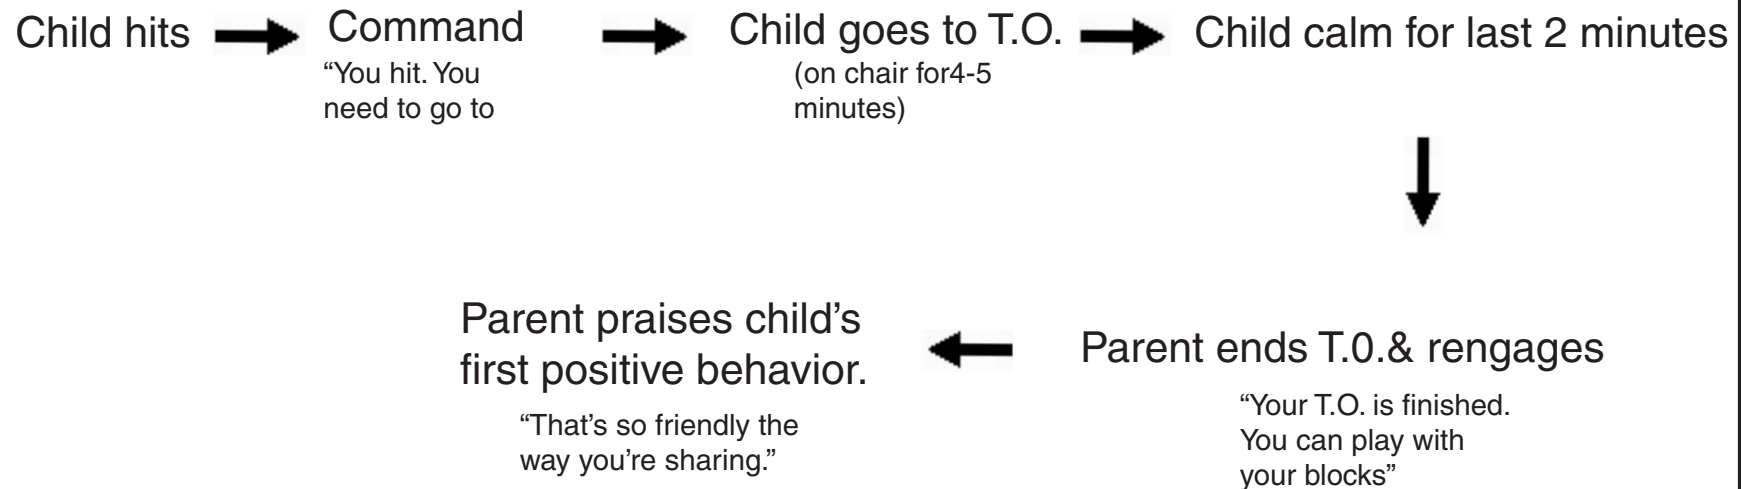 Child hits
Command
“You hit. You
need to go to
Child goes to T.O.
(on chair for4-5
minutes)
Child calm for last 2 minutes
Parent ends T.0.& rengages
“Your T.O. is finished.
You can play with
your blocks”
Parent praises child’s
first positive behavior.
“That’s so friendly the
way you’re sharing.”